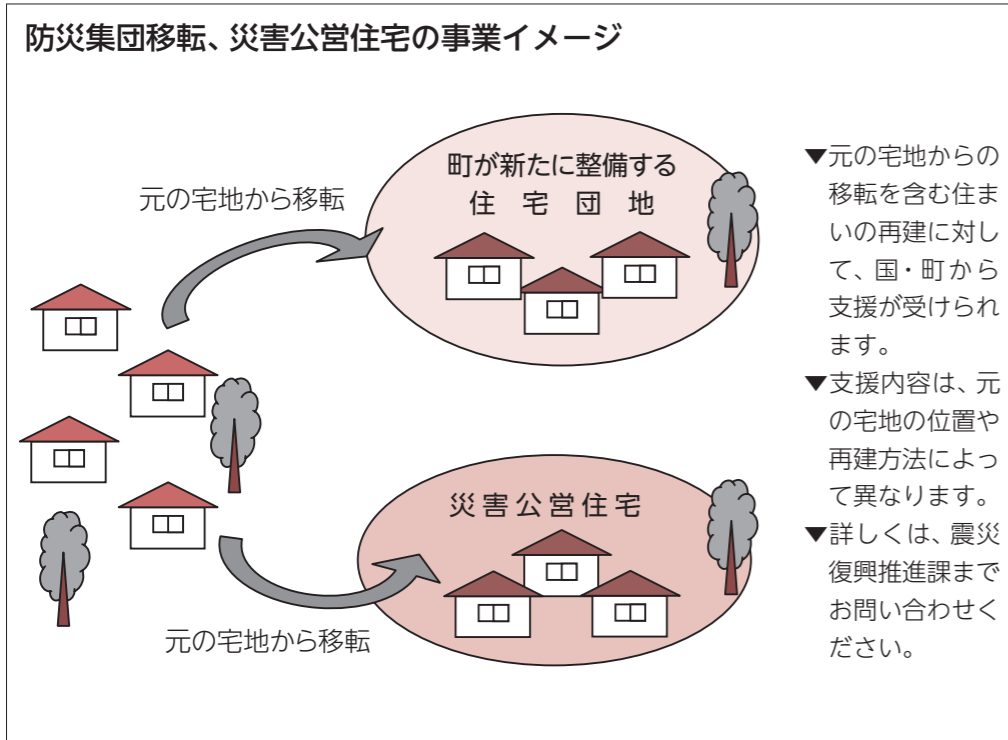 防災集団移転、災害公営住宅の事業イメージ
元の宅地から移転
町が新たに整備する
住宅団地
災害公営住宅
元の宅地から移転
▼元の宅地からの
移転を含む住ま
いの再建に対し
て、国・町から
支援が受けられ
ます。
▼支援内容は、元
の宅地の位置や
再建方法によっ
て異なります。
▼詳しくは、震災
復興推進課まで
お問い合わせく
ださい。